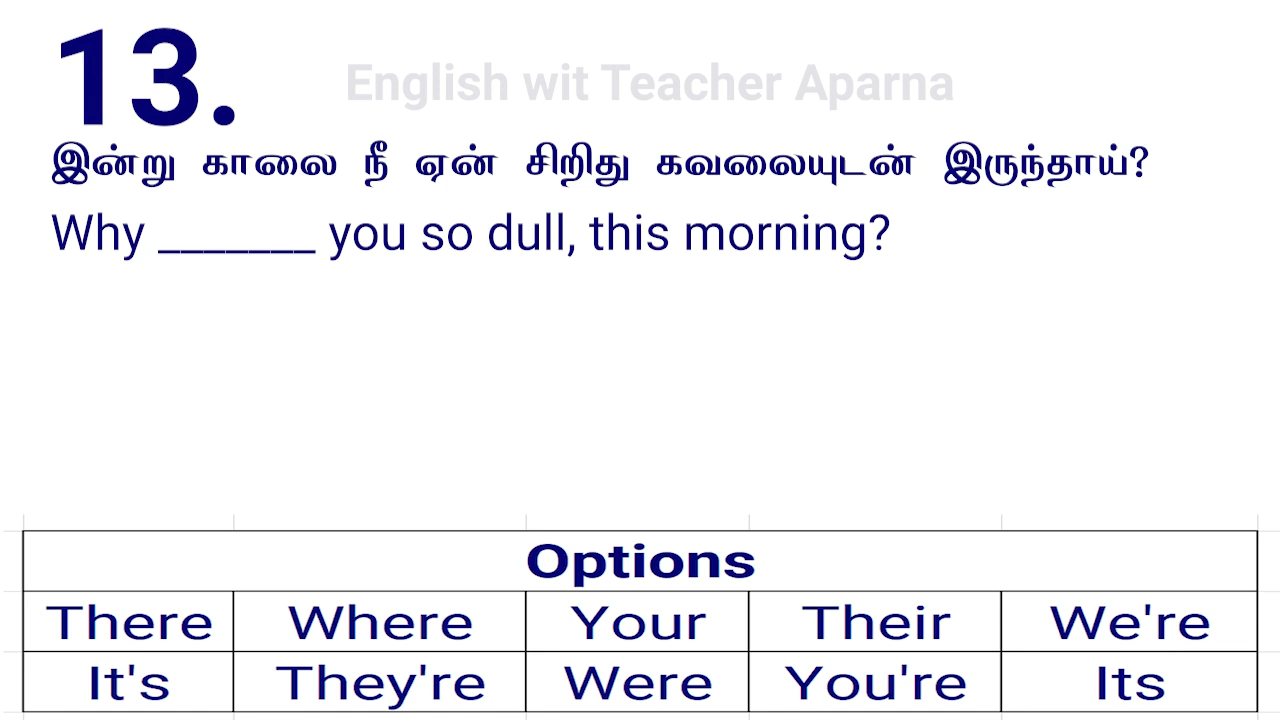 13.
English wit Teacher Aparna
இன்று காலை நீ ஏன் சிறிது கவலையுடன் இருந்தாய்?
Why _______ you so dull, this morning?
Options
There Where Your Their We're
It's They're Were You're Its